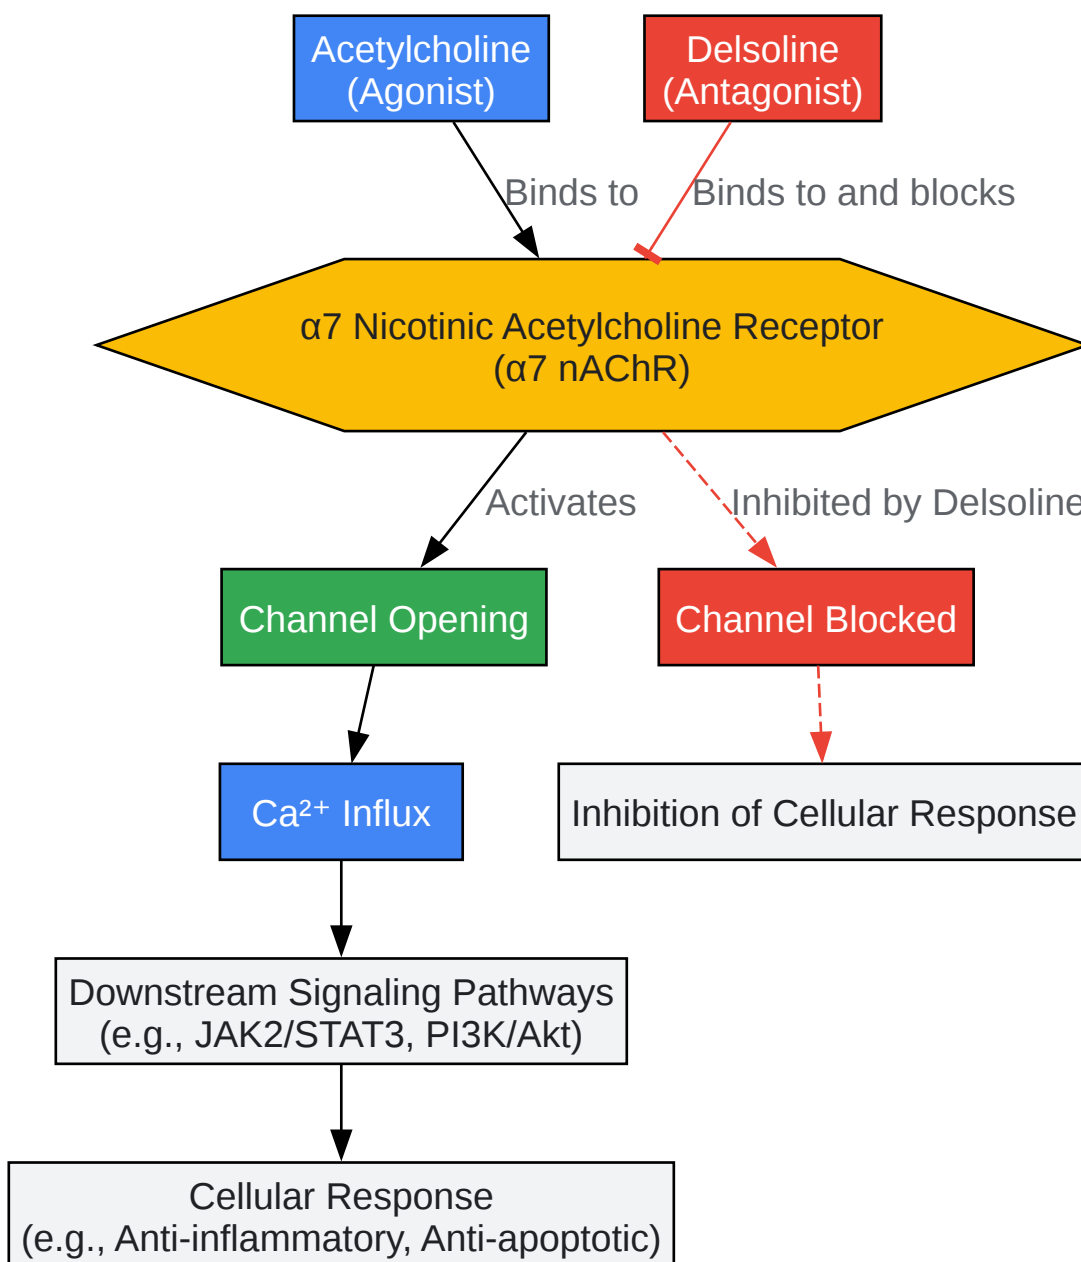 Acetylcholine
(Agonist)
Delsoline
(Antagonist)
Binds to
Binds to and blocks
α7 Nicotinic Acetylcholine Receptor
(α7 nAChR)
Activates
Inhibited by Delsoline
Channel Opening
Channel Blocked
Ca²⁺ Influx
Inhibition of Cellular Response
Downstream Signaling Pathways
(e.g., JAK2/STAT3, PI3K/Akt)
Cellular Response
(e.g., Anti-inflammatory, Anti-apoptotic)